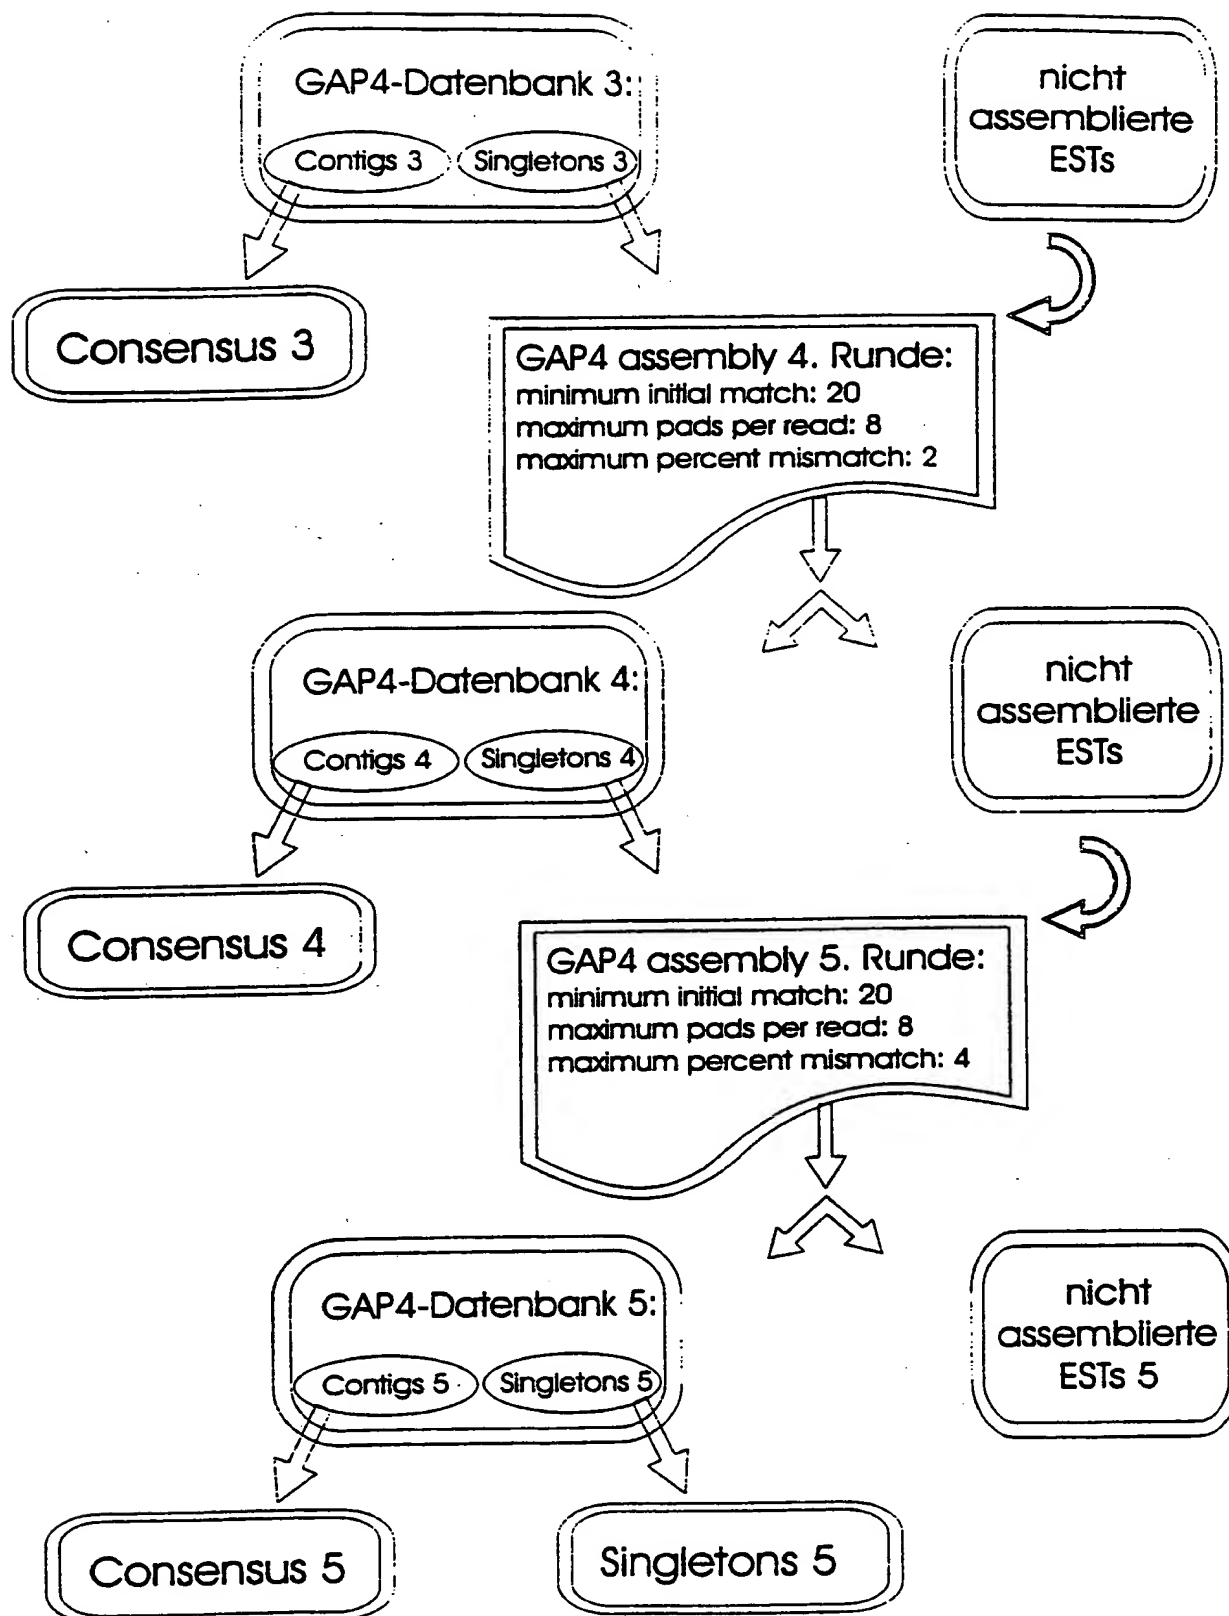 GAP4-Datenbank 3:
Contigs 3
Singletons 3
nicht
assemblierte
ESTs
Consensus 3
GAP4 assembly 4. Runde:
minimum initial match: 20
maximum pads per read: 8
maximum percent mismatch: 2
GAP4-Datenbank 4:
Contigs 4
Singletons 4
nicht
assemblierte
ESTs
Consensus 4
GAP4 assembly 5. Runde:
minimum initial match: 20
maximum pads per read: 8
maximum percent mismatch: 4
GAP4-Datenbank 5:
Contigs 5
Singletons 5
nicht
assemblierte
ESTs 5
Consensus 5
Singletons 5